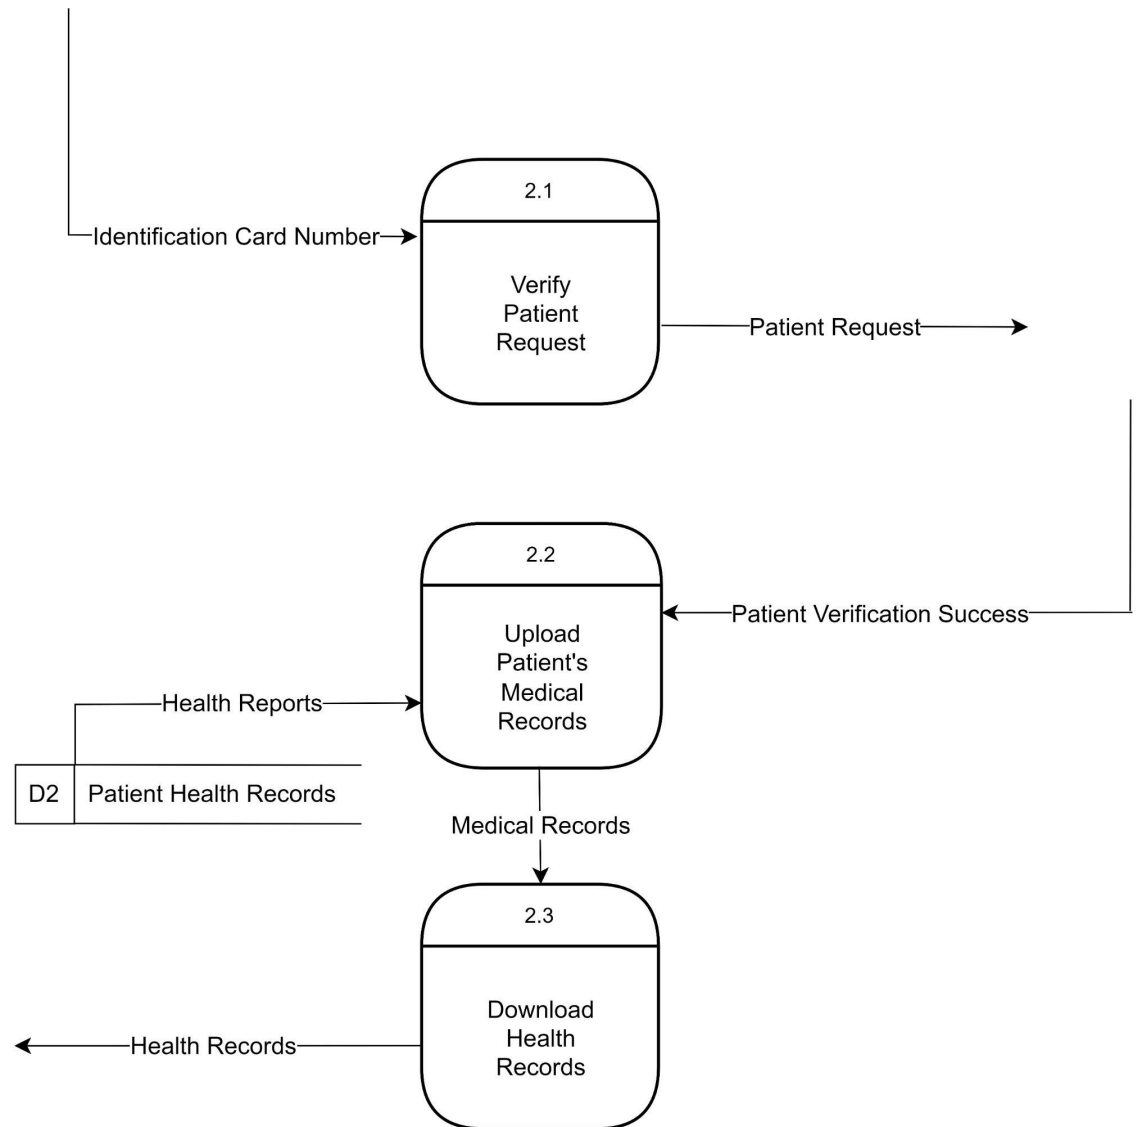 2.1
Identification Card Number
Verify
Patient
Request
Patient Request
2.2
Patient Verification Success
Upload
Patient's
Medical
Records
Health Reports
D2
Patient Health Records
Medical Records
2.3
Download
Health
Records
Health Records